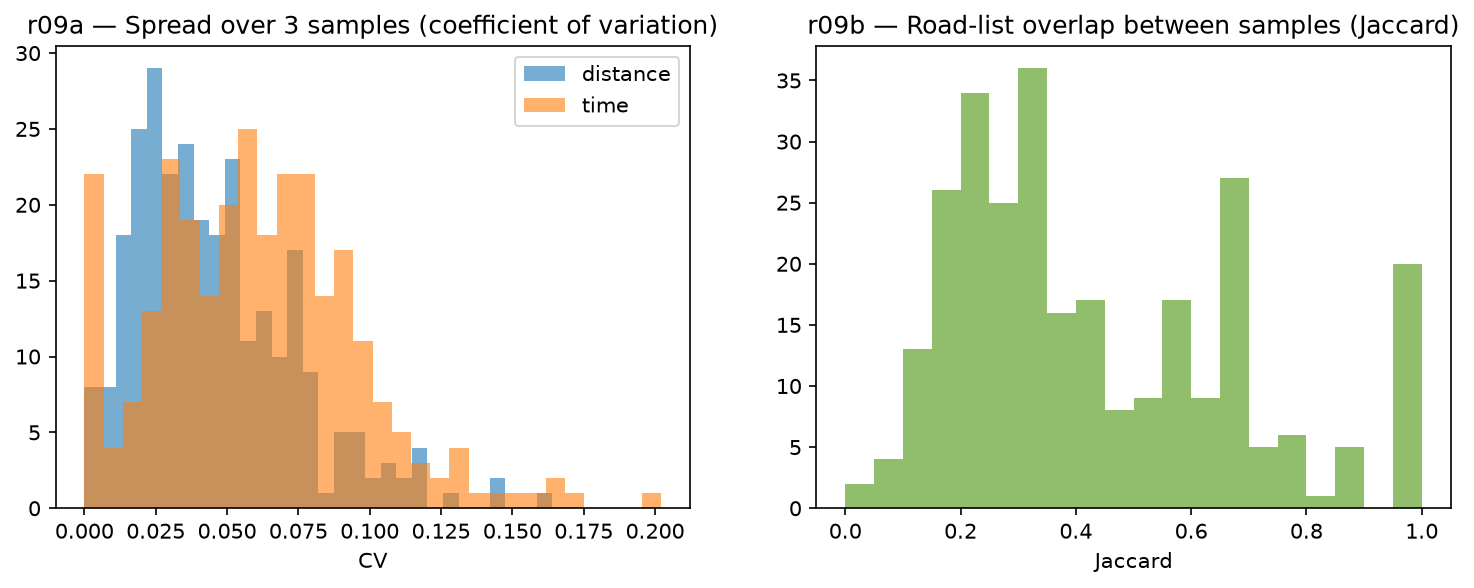 r09a — Spread over 3 samples (coefficient of variation)
30
25
20
15
10
5
0
distance
time
0.000 0.025 0.050 0.075 0.100 0.125 0.150 0.175 0.200
CV
r09b — Road-list overlap between samples (Jaccard)
35
30
25
20
15
10
5
0
0.0 0.2 0.4 0.6 0.8 1.0
Jaccard